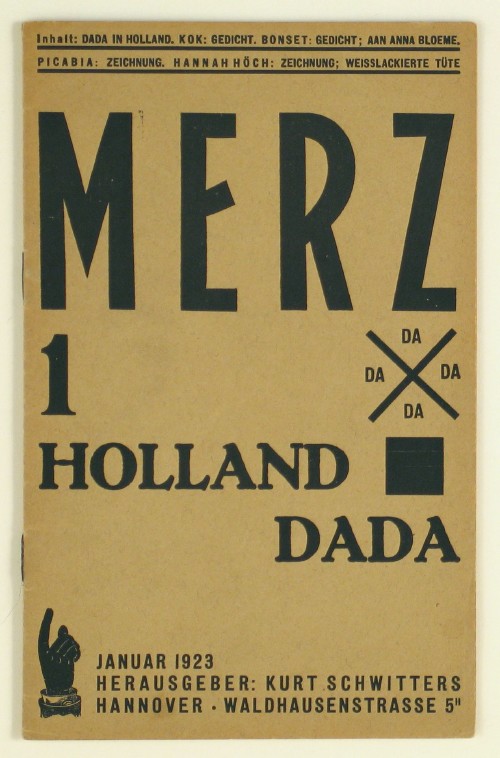 Inhalt: DADA IN HOLLAND. KOK: GEDICHT. BONSET: GEDICHT; AAN ANNA BLOEME.
PICABIA: ZEICHNUNG. HANNAH HÖCH: ZEICHNUNG; WEISSLACKIERTE TÜTE
MERZ
1
DA
DA DA
DA
HOLLAND
DADA
JANUAR 1923
HERAUSGEBER: KURT SCHWITTERS
HANNOVER · WALDHAUSENSTRASSE 5"